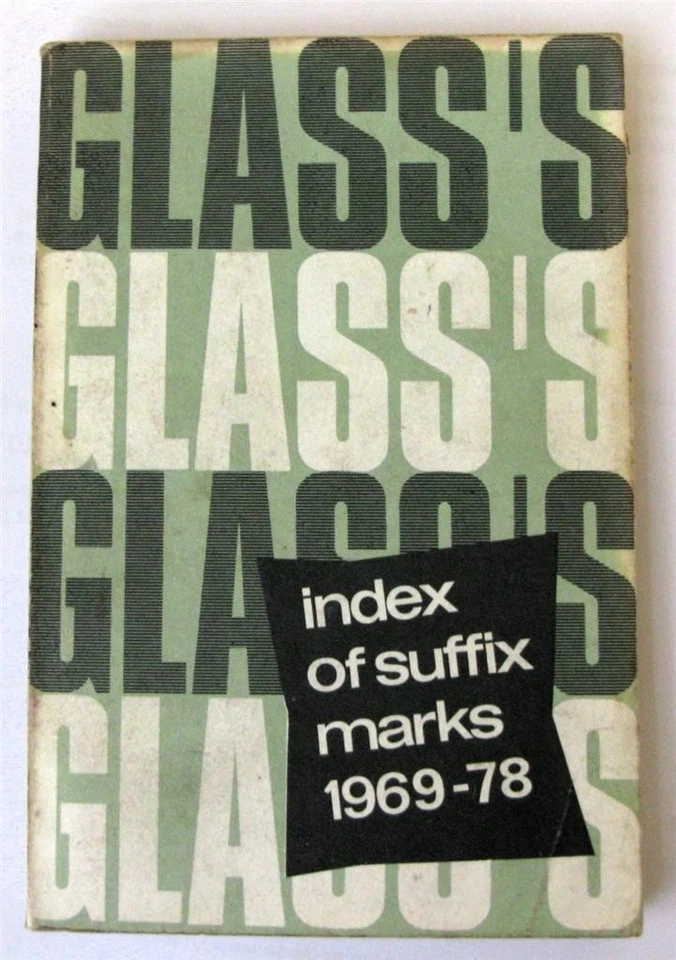 GLASS'S
GLASS'S
GLASS'S
GLASS'S
index
of suffix
marks
1969-78